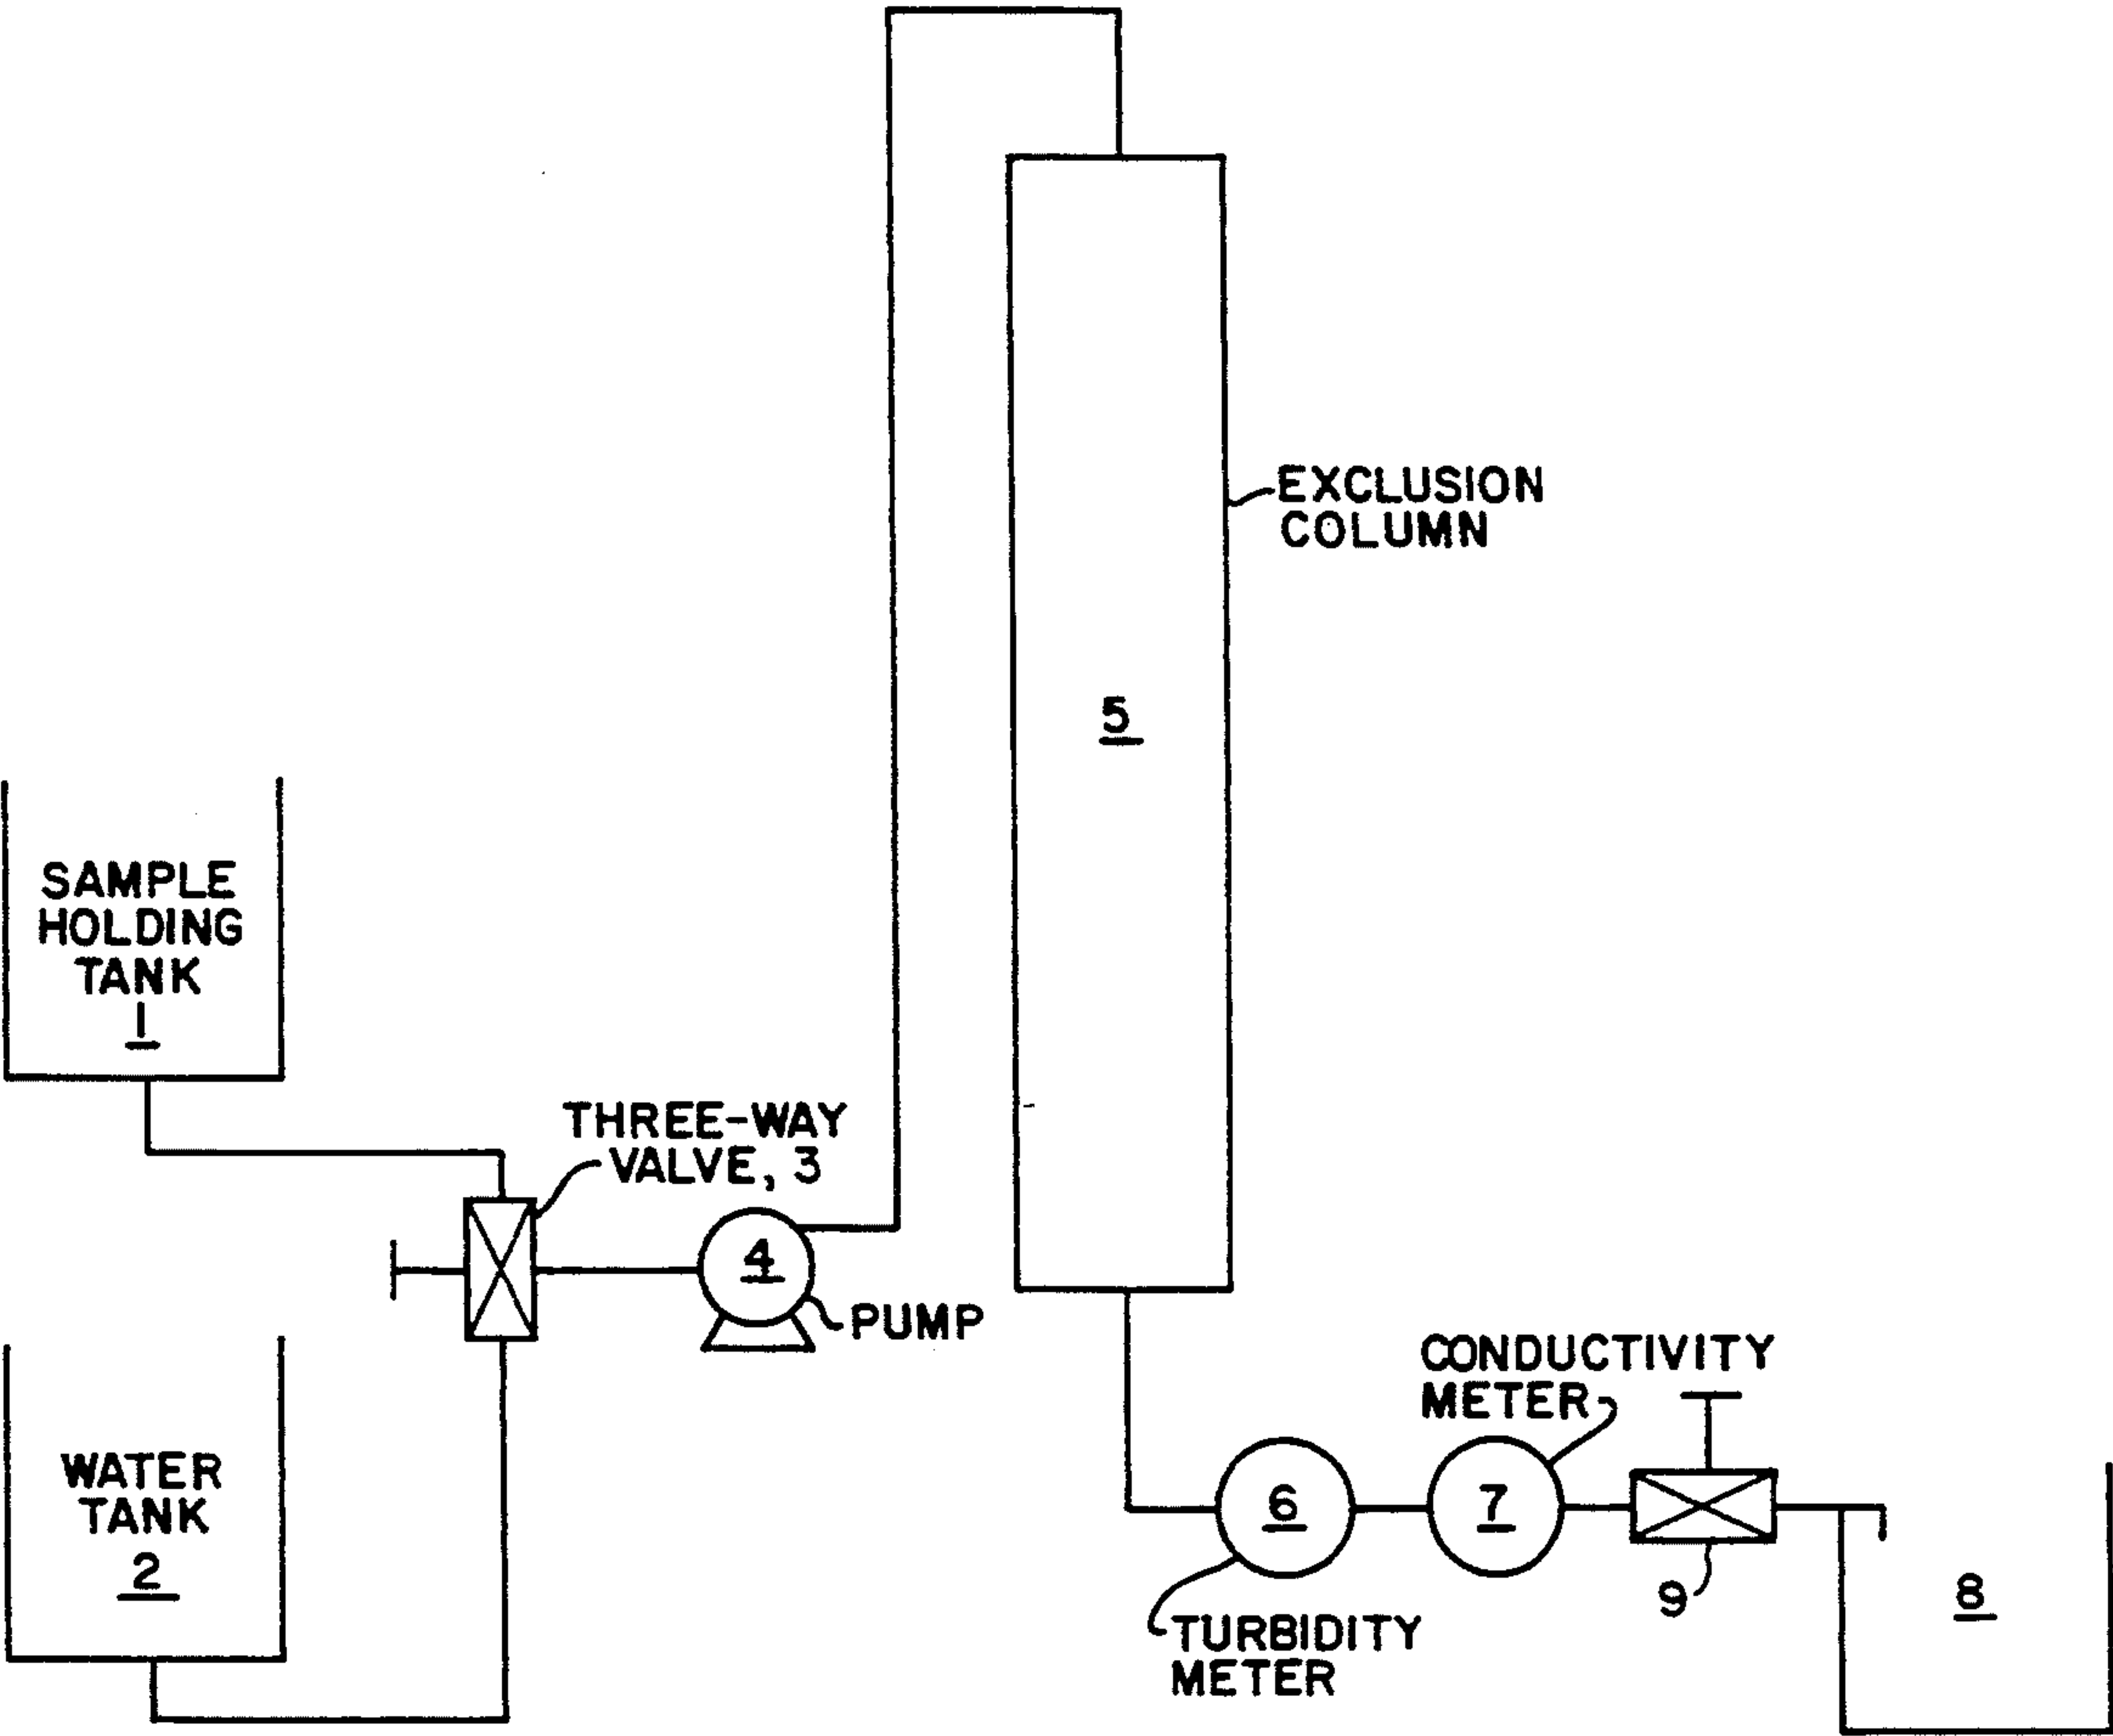 EXCLUSION
COLUMN
5
SAMPLE
HOLDING
TANK
1
THREE-WAY
VALVE, 3
4
PUMP
WATER
TANK
2
CONDUCTIVITY
METER
6
7
9
8
TURBIDITY
METER